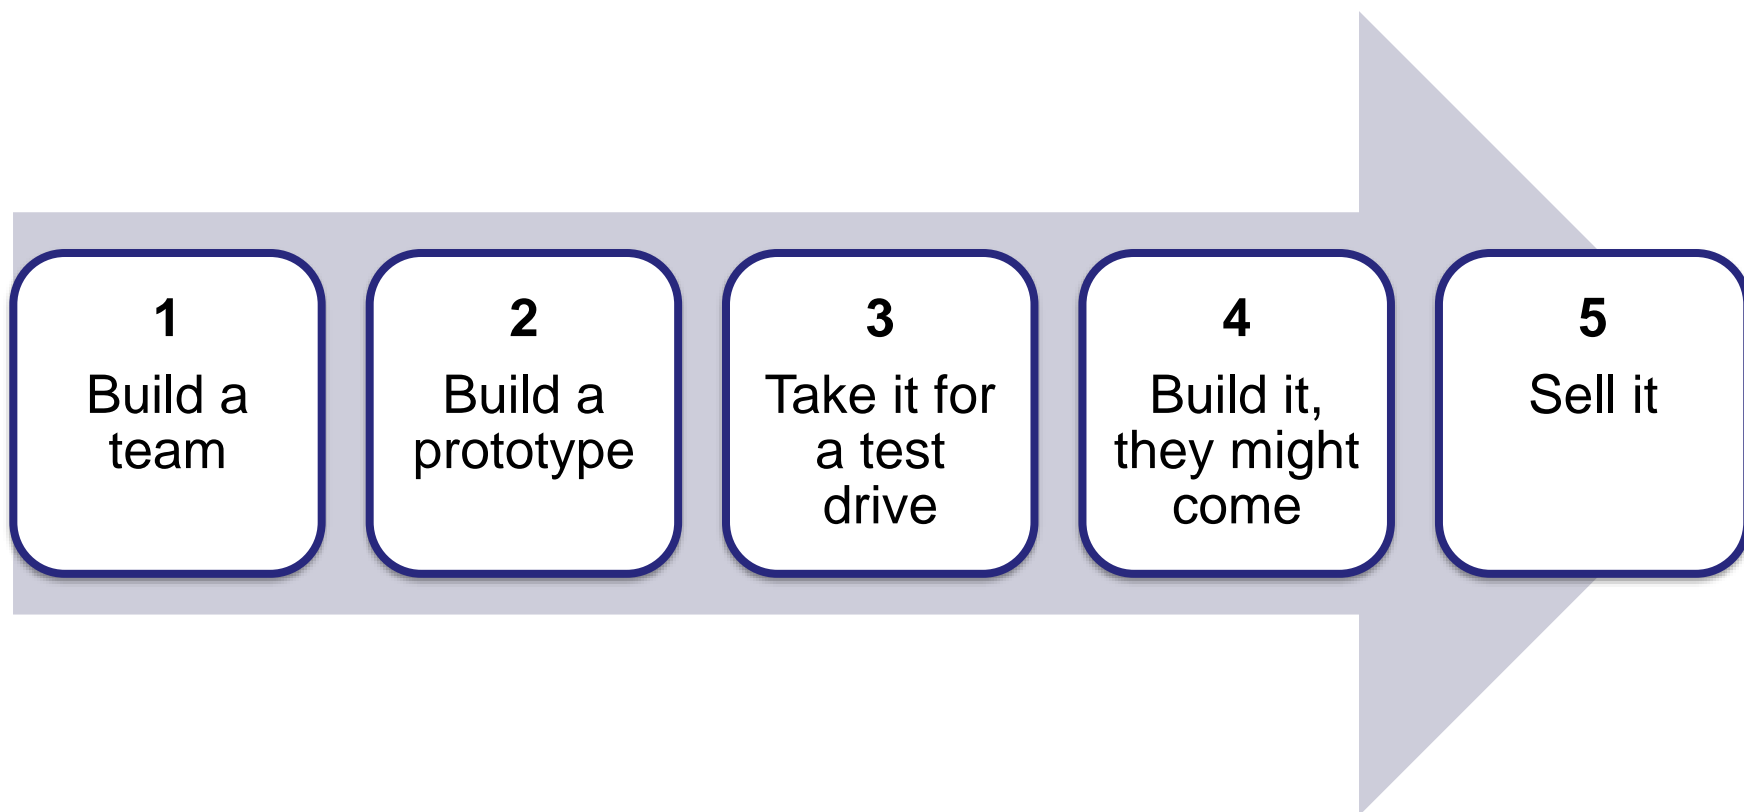 1
Build a
team
2
Build a
prototype
3
Take it for
a test
drive
4
Build it,
they might
come
5
Sell it